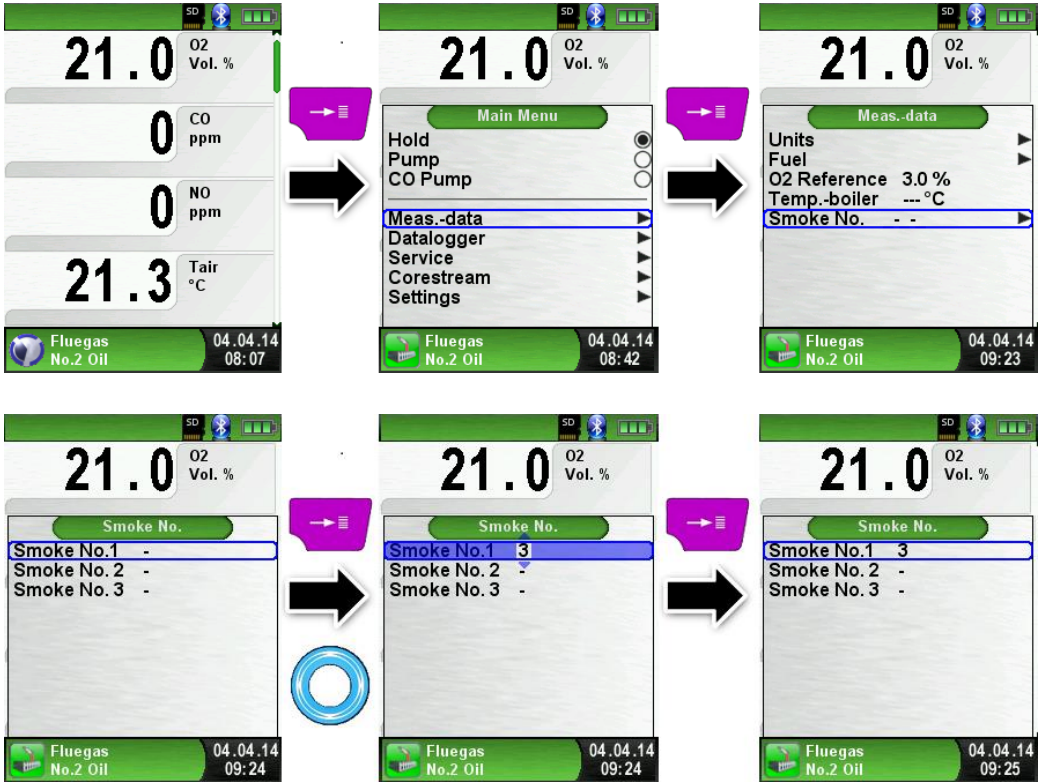 SD
21.0 O2
Vol. %
0 CO
ppm
0 NO
ppm
21.3 Tair
°C
Fluegas 04.04.14
No.2 Oil 08:07
SD
21.0 O2
Vol. %
Main Menu
Hold
Pump
CO Pump
Meas.-data
Datalogger
Service
Corestream
Settings
Fluegas 04.04.14
No.2 Oil 08:42
SD
21.0 O2
Vol. %
Meas.-data
Units
Fuel
O2 Reference 3.0 %
Temp.-boiler --- °C
Smoke No. - -
Fluegas 04.04.14
No.2 Oil 09:23
SD
21.0 O2
Vol. %
Smoke No.
Smoke No.1 -
Smoke No. 2 -
Smoke No. 3 -
Fluegas 04.04.14
No.2 Oil 09:24
SD
21.0 O2
Vol. %
Smoke No.
Smoke No.1 3
Smoke No. 2 -
Smoke No. 3 -
Fluegas 04.04.14
No.2 Oil 09:24
SD
21.0 O2
Vol. %
Smoke No.
Smoke No.1 3
Smoke No. 2 -
Smoke No. 3 -
Fluegas 04.04.14
No.2 Oil 09:25